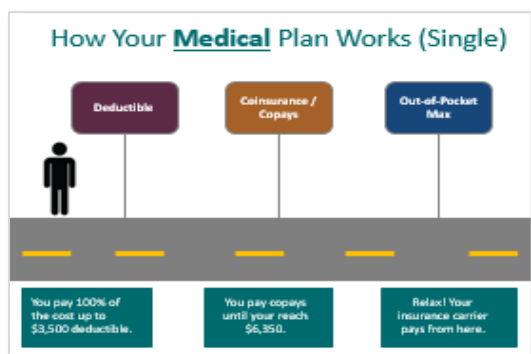 How Your Medical Plan Works (Single)
Deductible
Coinsurance /
Copays
Out-of-Pocket
Max
You pay 100% of
the cost up to
$3,500 deductible.
You pay copays
until your reach
$6,350.
Relax! Your
insurance carrier
pays from here.